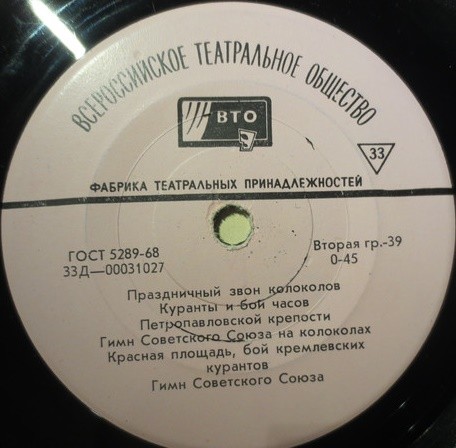 ВСЕРОССИЙСКОЕ ТЕАТРАЛЬНОЕ ОБЩЕСТВО
ВТО
33
ФАБРИКА ТЕАТРАЛЬНЫХ ПРИНАДЛЕЖНОСТЕЙ
ГОСТ 5289-68
33Д—00031027
Вторая гр.-39
0-45
Праздничный звон колоколов
Куранты и бой часов
Петропавловской крепости
Гимн Советского Союза на колоколах
Красная площадь, бой кремлевских
курантов
Гимн Советского Союза